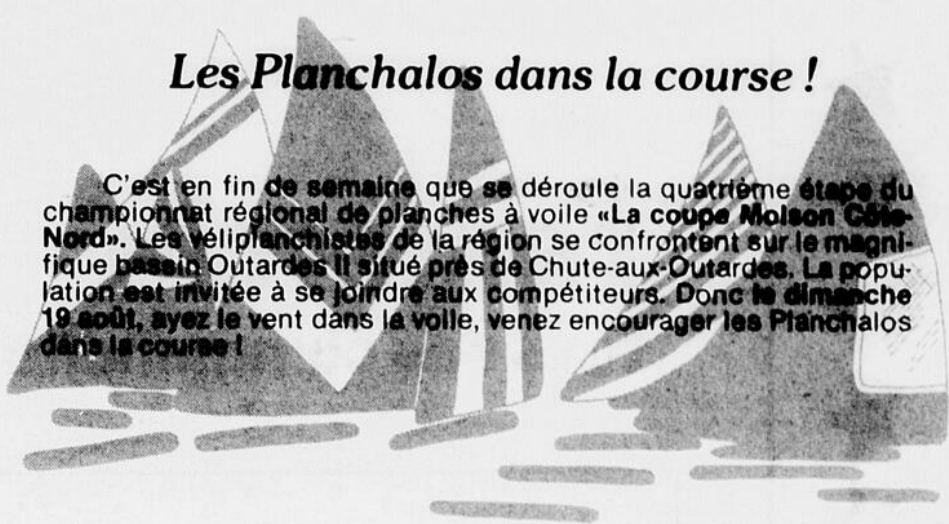 Les Planchalos dans la course !
C'est en fin de semaine que se déroule la quatrième étape du
championnat régional de planches à voile «La coupe Molson Côte-
Nord». Les véliplanchistes de la région se confrontent sur le magni-
fique bassin Outardes II situé près de Chute-aux-Outardes. La popu-
lation est invitée à se joindre aux compétiteurs. Donc le dimanche
19 août, ayez le vent dans la voile, venez encourager les Planchalos
dans la course !